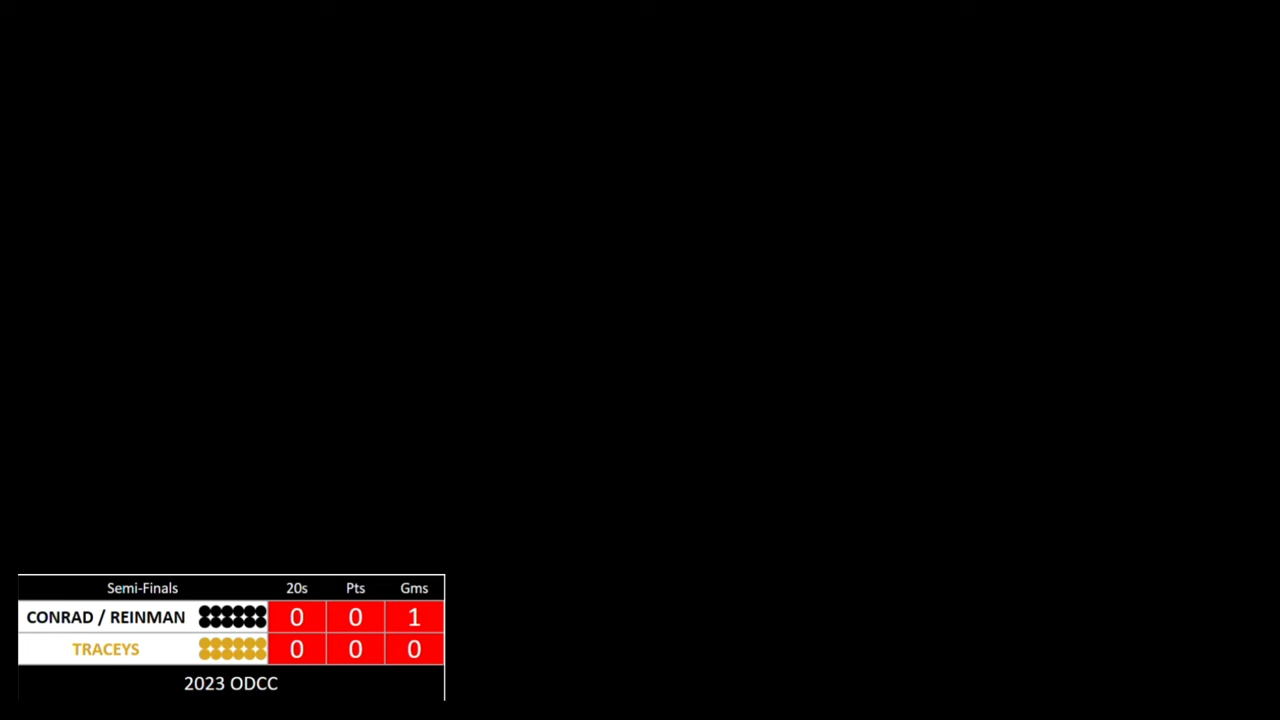 Semi-Finals 20s Pts Gms
CONRAD / REINMAN 0 0 1
TRACEYS 0 0 0
2023 ODCC